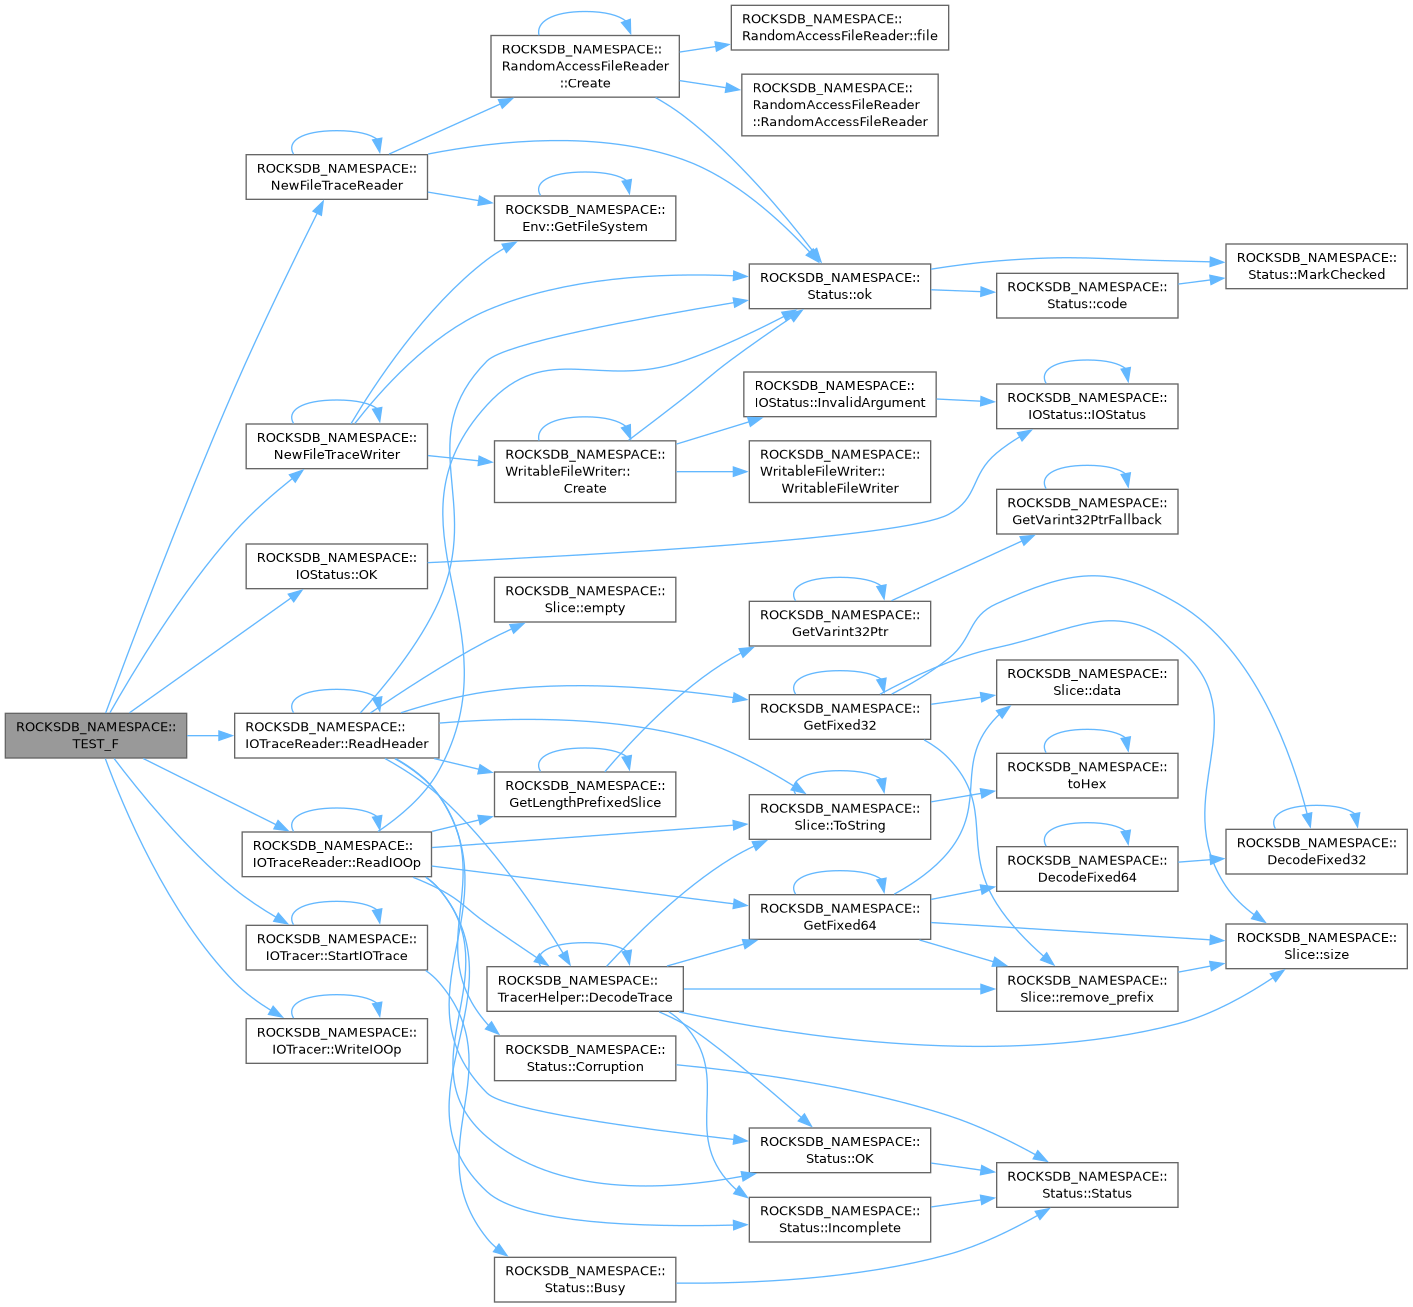 ROCKSDB_NAMESPACE::
TEST_F
ROCKSDB_NAMESPACE::
NewFileTraceReader
ROCKSDB_NAMESPACE::
NewFileTraceWriter
ROCKSDB_NAMESPACE::
IOStatus::OK
ROCKSDB_NAMESPACE::
IOTraceReader::ReadHeader
ROCKSDB_NAMESPACE::
IOTraceReader::ReadIOOp
ROCKSDB_NAMESPACE::
IOTracer::StartIOTrace
ROCKSDB_NAMESPACE::
IOTracer::WriteIOOp
ROCKSDB_NAMESPACE::
RandomAccessFileReader
::Create
ROCKSDB_NAMESPACE::
Env::GetFileSystem
ROCKSDB_NAMESPACE::
WritableFileWriter::
Create
ROCKSDB_NAMESPACE::
Slice::empty
ROCKSDB_NAMESPACE::
GetLengthPrefixedSlice
ROCKSDB_NAMESPACE::
TracerHelper::DecodeTrace
ROCKSDB_NAMESPACE::
Status::Corruption
ROCKSDB_NAMESPACE::
Status::Busy
ROCKSDB_NAMESPACE::
RandomAccessFileReader::file
ROCKSDB_NAMESPACE::
RandomAccessFileReader
::RandomAccessFileReader
ROCKSDB_NAMESPACE::
Status::ok
ROCKSDB_NAMESPACE::
IOStatus::InvalidArgument
ROCKSDB_NAMESPACE::
WritableFileWriter::
WritableFileWriter
ROCKSDB_NAMESPACE::
GetVarint32Ptr
ROCKSDB_NAMESPACE::
GetFixed32
ROCKSDB_NAMESPACE::
Slice::ToString
ROCKSDB_NAMESPACE::
GetFixed64
ROCKSDB_NAMESPACE::
Status::OK
ROCKSDB_NAMESPACE::
Status::Incomplete
ROCKSDB_NAMESPACE::
Status::code
ROCKSDB_NAMESPACE::
IOStatus::IOStatus
ROCKSDB_NAMESPACE::
GetVarint32PtrFallback
ROCKSDB_NAMESPACE::
Slice::data
ROCKSDB_NAMESPACE::
toHex
ROCKSDB_NAMESPACE::
DecodeFixed64
ROCKSDB_NAMESPACE::
Slice::remove_prefix
ROCKSDB_NAMESPACE::
Status::Status
ROCKSDB_NAMESPACE::
Status::MarkChecked
ROCKSDB_NAMESPACE::
DecodeFixed32
ROCKSDB_NAMESPACE::
Slice::size